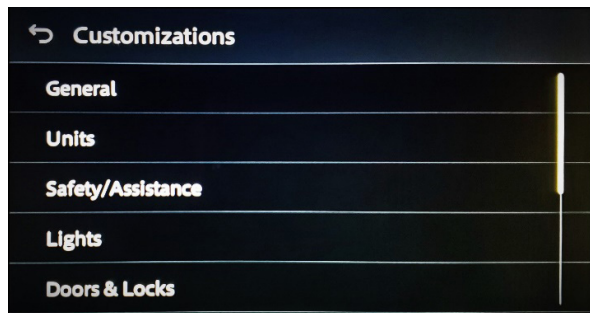 Customizations
General
Units
Safety/Assistance
Lights
Doors & Locks